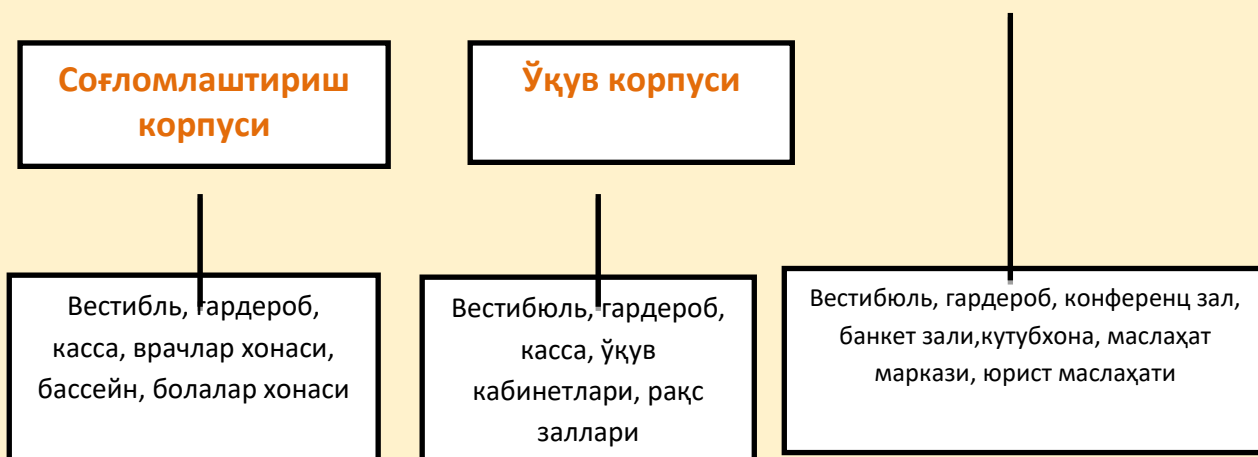 Соғломлаштириш
корпуси
Ўқув корпуси
Вестибль, гардероб,
касса, врачлар хонаси,
бассейн, болалар хонаси
Вестибюль, гардероб,
касса, ўқув
кабинетлари, рақс
заллари
Вестибюль, гардероб, конференц зал,
банкет зали,кутубхона, маслаҳат
маркази, юрист маслаҳати